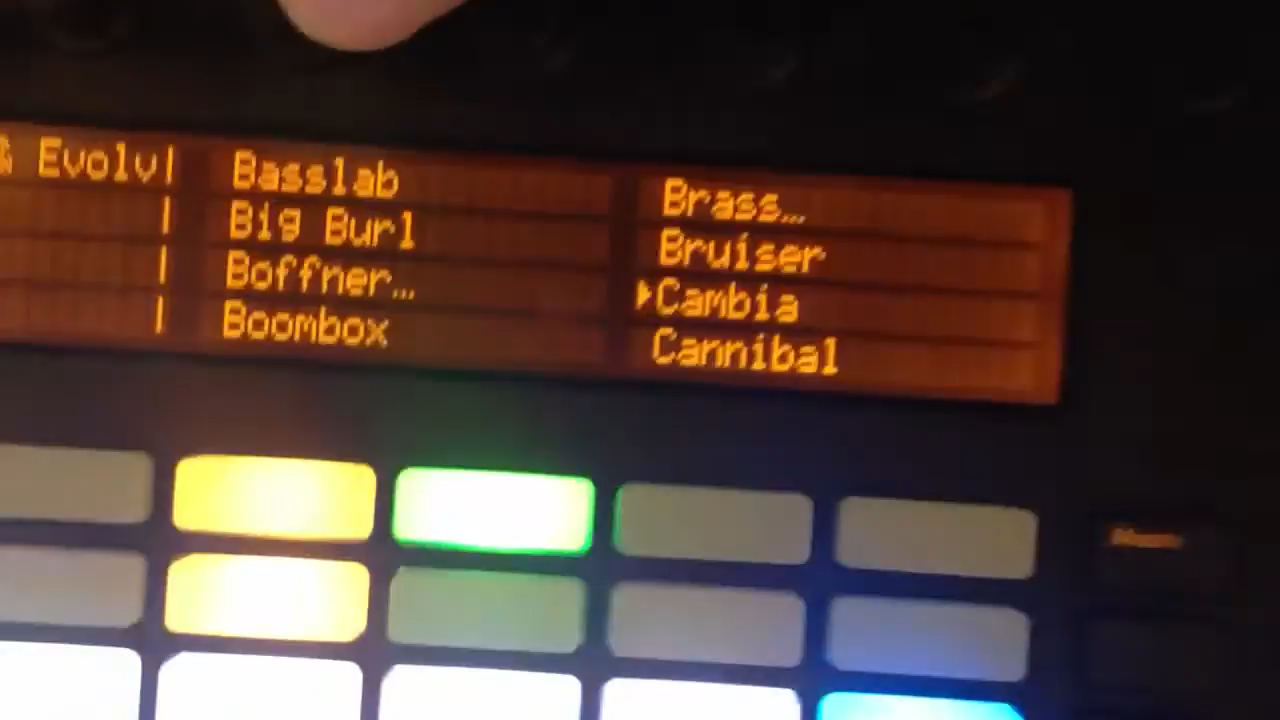 Evolv|
Basslab
Big Burl
Boffner…
Boombox
Brass…
Bruiser
Cambia
Cannibal